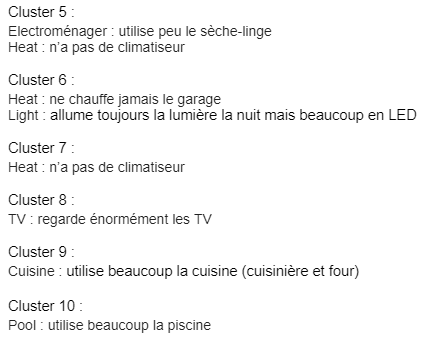 Cluster 5 :
Electroménager : utilise peu le sèche-linge
Heat : n’a pas de climatiseur
Cluster 6 :
Heat : ne chauffe jamais le garage
Light : allume toujours la lumière la nuit mais beaucoup en LED
Cluster 7 :
Heat : n’a pas de climatiseur
Cluster 8 :
TV : regarde énormément les TV
Cluster 9 :
Cuisine : utilise beaucoup la cuisine (cuisinière et four)
Cluster 10 :
Pool : utilise beaucoup la piscine